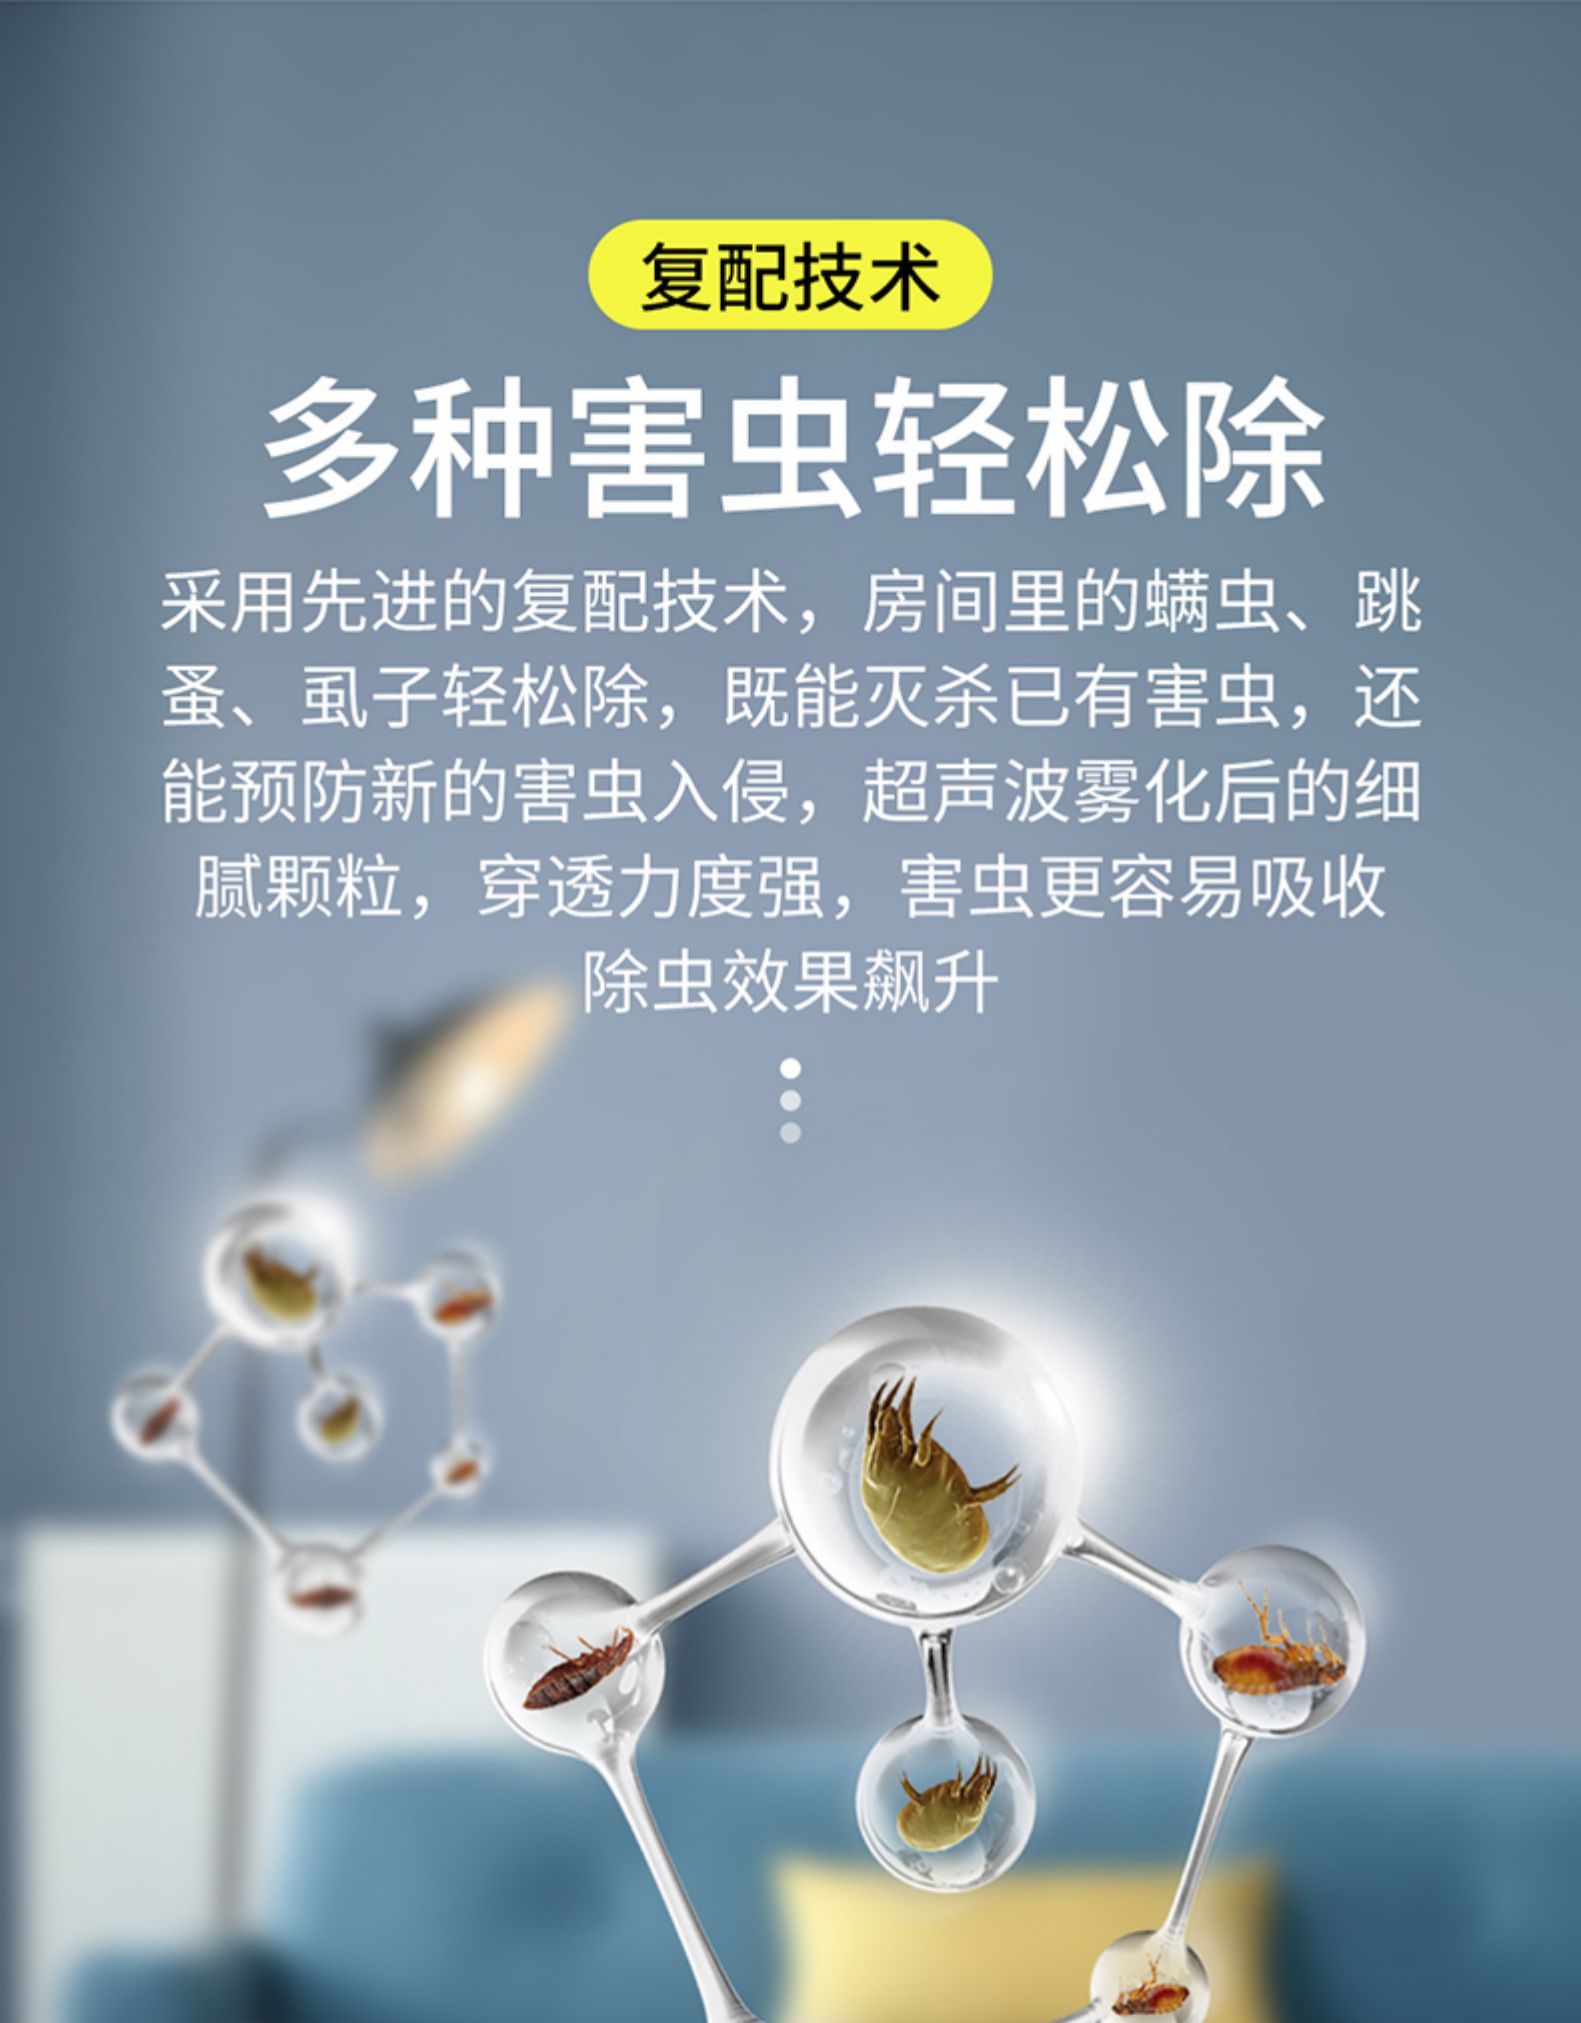 复配技术
多种害虫轻松除
采用先进的复配技术，房间里的螨虫、跳
蚤、虱子轻松除，既能灭杀已有害虫，还
能预防新的害虫入侵，超声波雾化后的细
腻颗粒，穿透力度强，害虫更容易吸收
除虫效果飙升